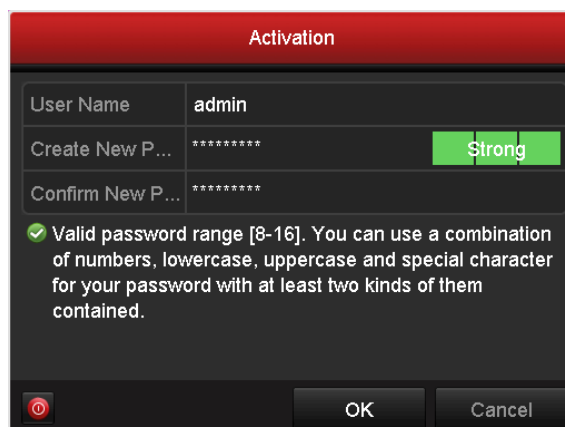 Activation
User Name admin
Create New P... ********* Strong
Confirm New P... *********
Valid password range [8-16]. You can use a combination
of numbers, lowercase, uppercase and special character
for your password with at least two kinds of them
contained.
OK Cancel